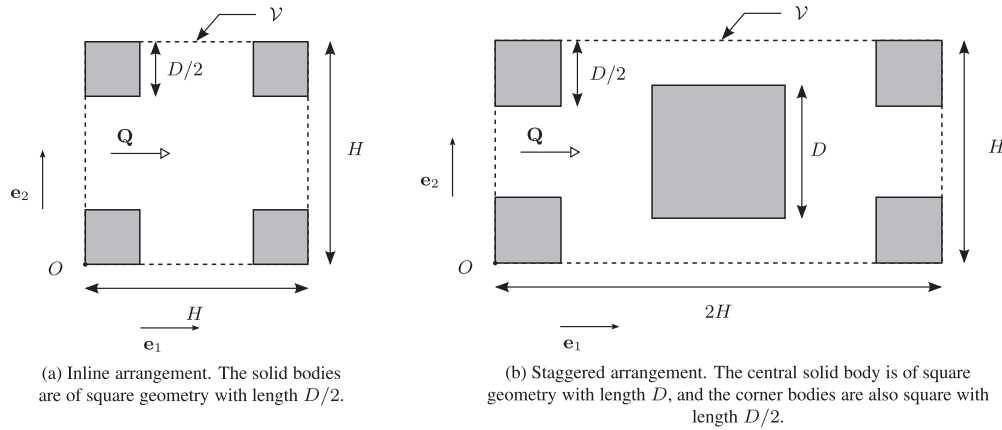 𝒱
D/2
Q
H
e₂
O
H
e₁
(a) Inline arrangement. The solid bodies
are of square geometry with length D/2.
𝒱
D/2
Q
D
H
e₂
O
2H
e₁
(b) Staggered arrangement. The central solid body is of square
geometry with length D, and the corner bodies are also square with
length D/2.